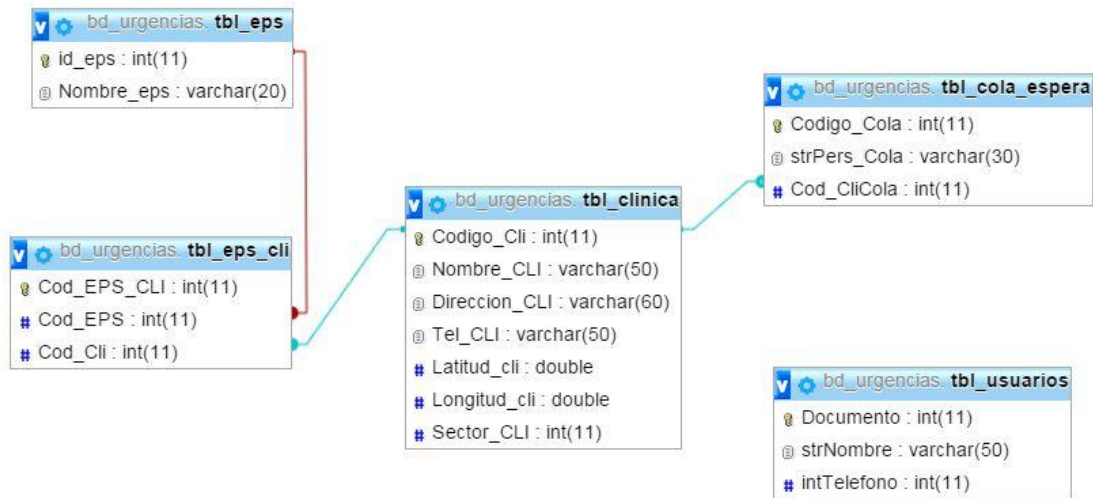 bd_urgencias. tbl_eps
id_eps : int(11)
Nombre_eps : varchar(20)
bd_urgencias. tbl_eps_cli
Cod_EPS_CLI : int(11)
# Cod_EPS : int(11)
# Cod_Cli : int(11)
bd_urgencias. tbl_clinica
Codigo_Cli : int(11)
Nombre_CLI : varchar(50)
Direccion_CLI : varchar(60)
Tel_CLI : varchar(50)
# Latitud_cli : double
# Longitud_cli : double
# Sector_CLI : int(11)
bd_urgencias. tbl_cola_espera
Codigo_Cola : int(11)
strPers_Cola : varchar(30)
# Cod_CliCola : int(11)
bd_urgencias. tbl_usuarios
Documento : int(11)
strNombre : varchar(50)
# intTelefono : int(11)